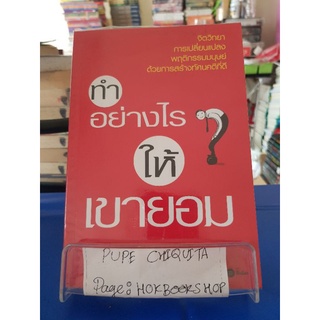 จิตวิทยา
การเปลี่ยนแปลง
พฤติกรรมมนุษย์
ด้วยการสร้างทัศนคติที่ดี
ทำ
อย่างไร
?
ให้
เขายอม
PUPE CHIQUITA
Page: HOKBOOKSHOP